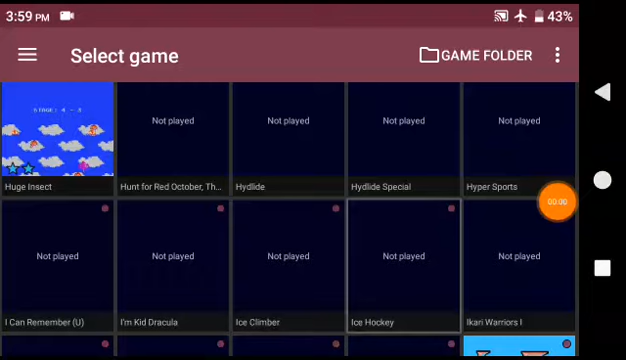 3:59 PM
43%
Select game
GAME FOLDER
STAGE: 4 - 3
Not played
Not played
Not played
Not played
Huge Insect
Hunt for Red October, Th...
Hydlide
Hydlide Special
Hyper Sports
00:00
Not played
Not played
Not played
Not played
Not played
I Can Remember (U)
I'm Kid Dracula
Ice Climber
Ice Hockey
Ikari Warriors I